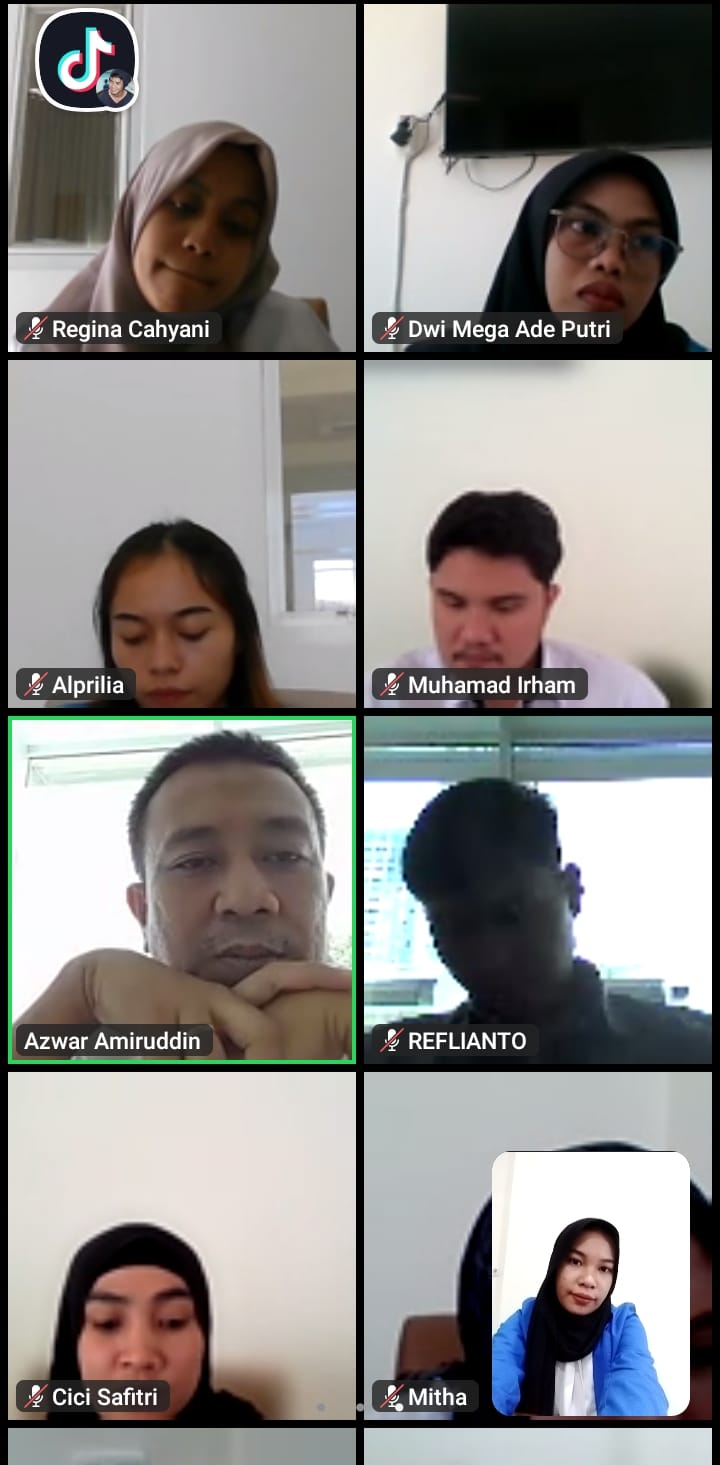 Regina Cahyani
Dwi Mega Ade Putri
Alprilia
Muhamad Irham
Azwar Amiruddin
REFLIANTO
Cici Safitri
Mitha